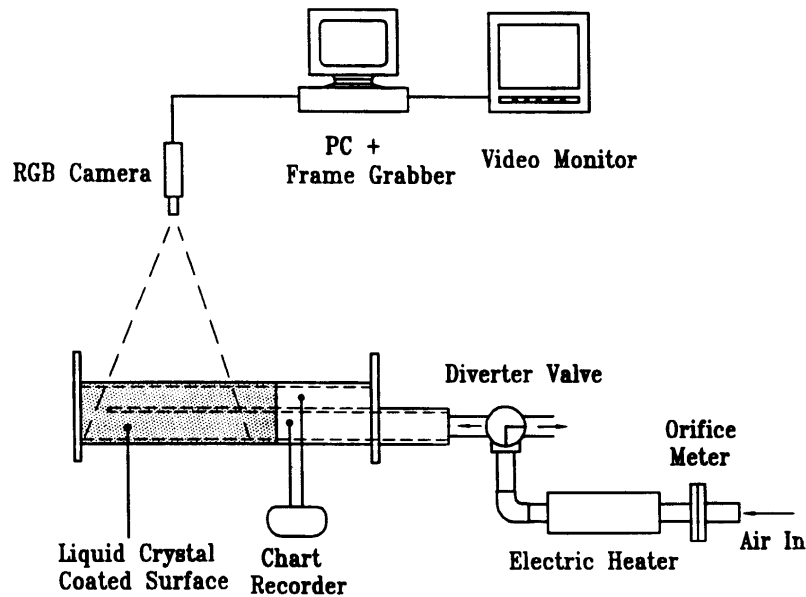 RGB Camera
PC +
Frame Grabber
Video Monitor
Diverter Valve
Orifice
Meter
Air In
Electric Heater
Liquid Crystal
Coated Surface
Chart
Recorder